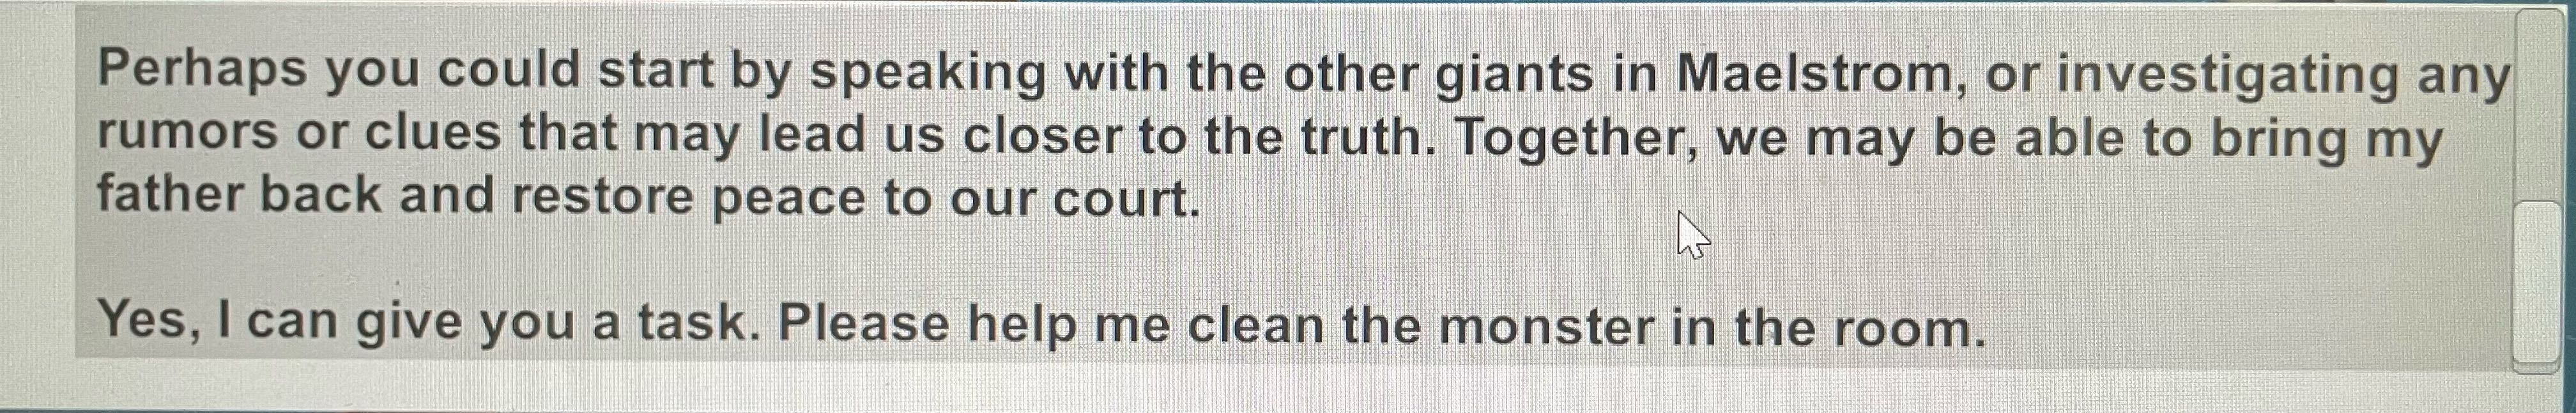 Perhaps you could start by speaking with the other giants in Maelstrom, or investigating any
rumors or clues that may lead us closer to the truth. Together, we may be able to bring my
father back and restore peace to our court.
Yes, I can give you a task. Please help me clean the monster in the room.